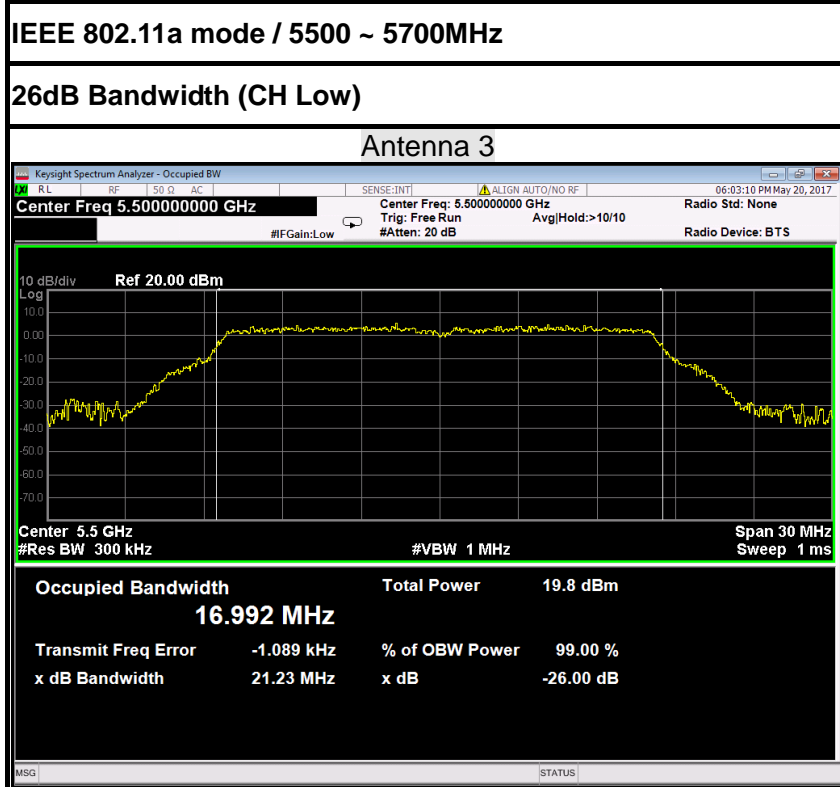 IEEE 802.11a mode / 5500 ~ 5700MHz
26dB Bandwidth (CH Low)
Antenna 3
Keysight Spectrum Analyzer - Occupied BW
LXI RL RF 50 Ω AC SENSE:INT ALIGN AUTO/NO RF 06:03:10 PM May 20, 2017
Center Freq 5.500000000 GHz Center Freq: 5.500000000 GHz Radio Std: None
Trig: Free Run Avg|Hold:>10/10
#IFGain:Low #Atten: 20 dB Radio Device: BTS
10 dB/div Ref 20.00 dBm
Log
10.0
0.00
-10.0
-20.0
-30.0
-40.0
-50.0
-60.0
-70.0
Center 5.5 GHz Span 30 MHz
#Res BW 300 kHz #VBW 1 MHz Sweep 1 ms
Occupied Bandwidth Total Power 19.8 dBm
16.992 MHz
Transmit Freq Error -1.089 kHz % of OBW Power 99.00 %
x dB Bandwidth 21.23 MHz x dB -26.00 dB
MSG STATUS